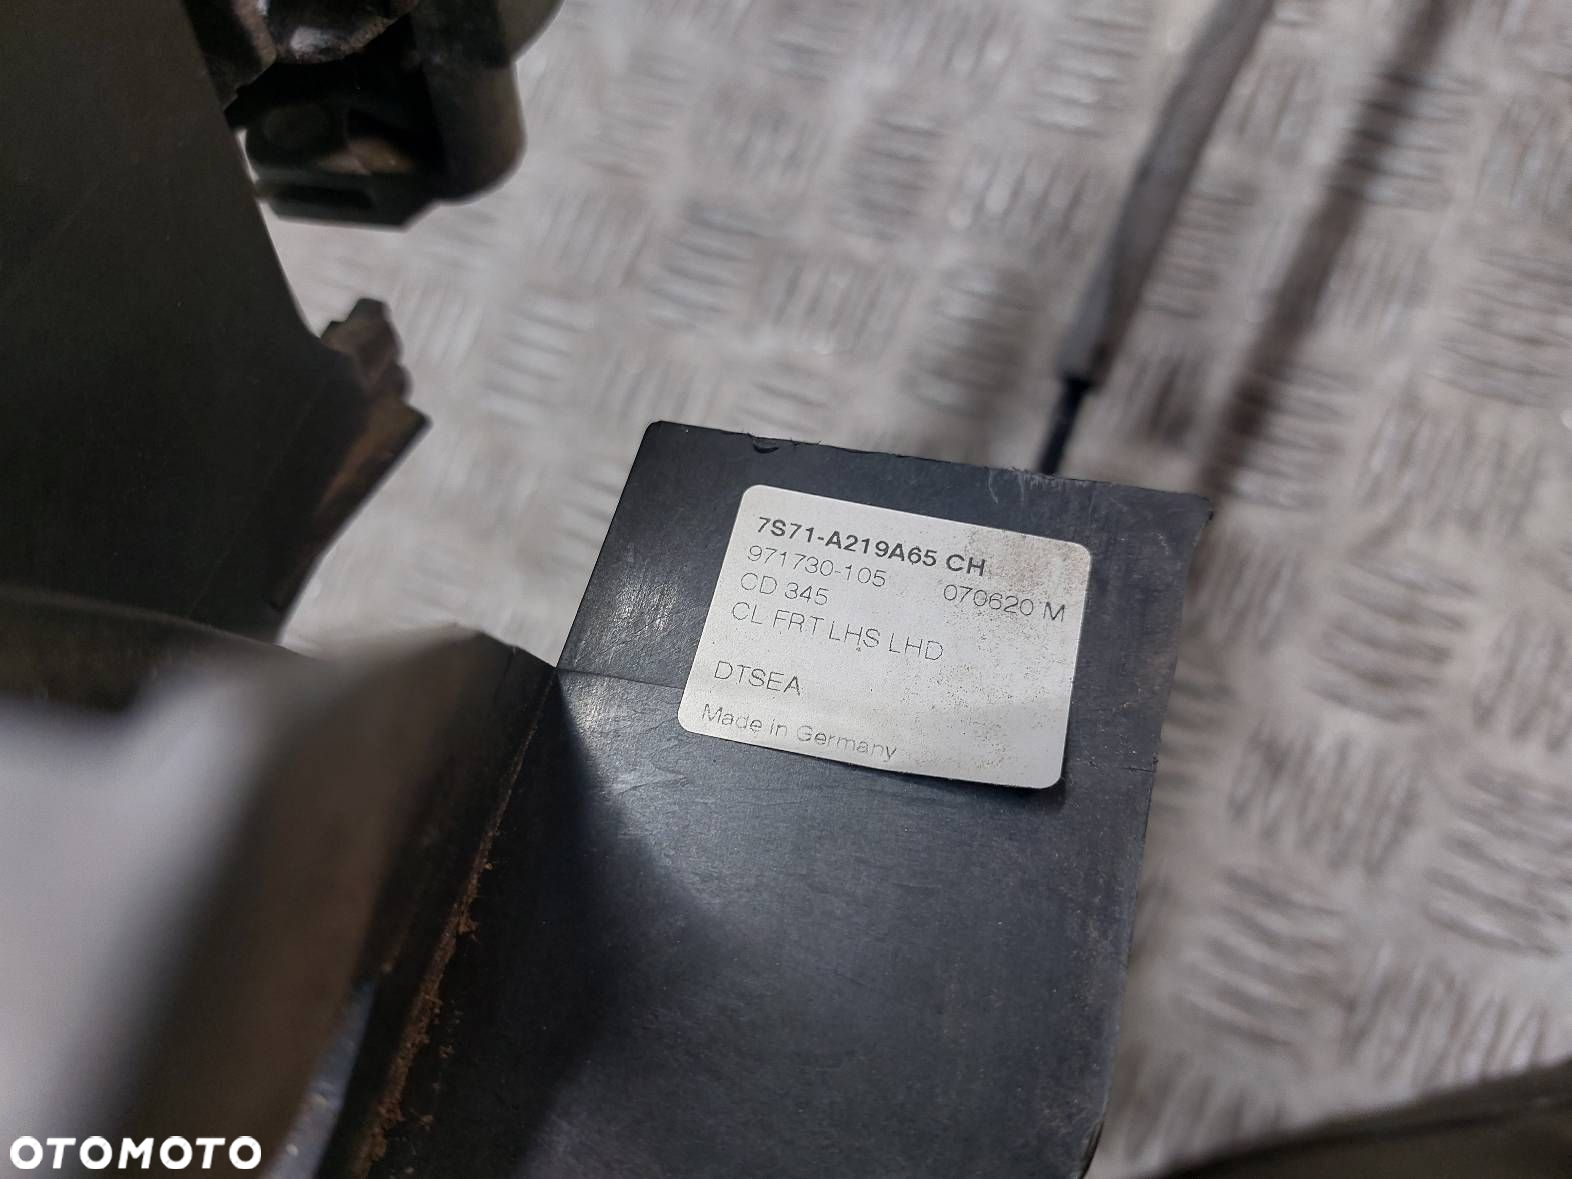 7S71-A219A65 CH
971730-105 070620 M
CD 345
CL FRT LHS LHD
DTSEA
Made in Germany
OTOMOTO